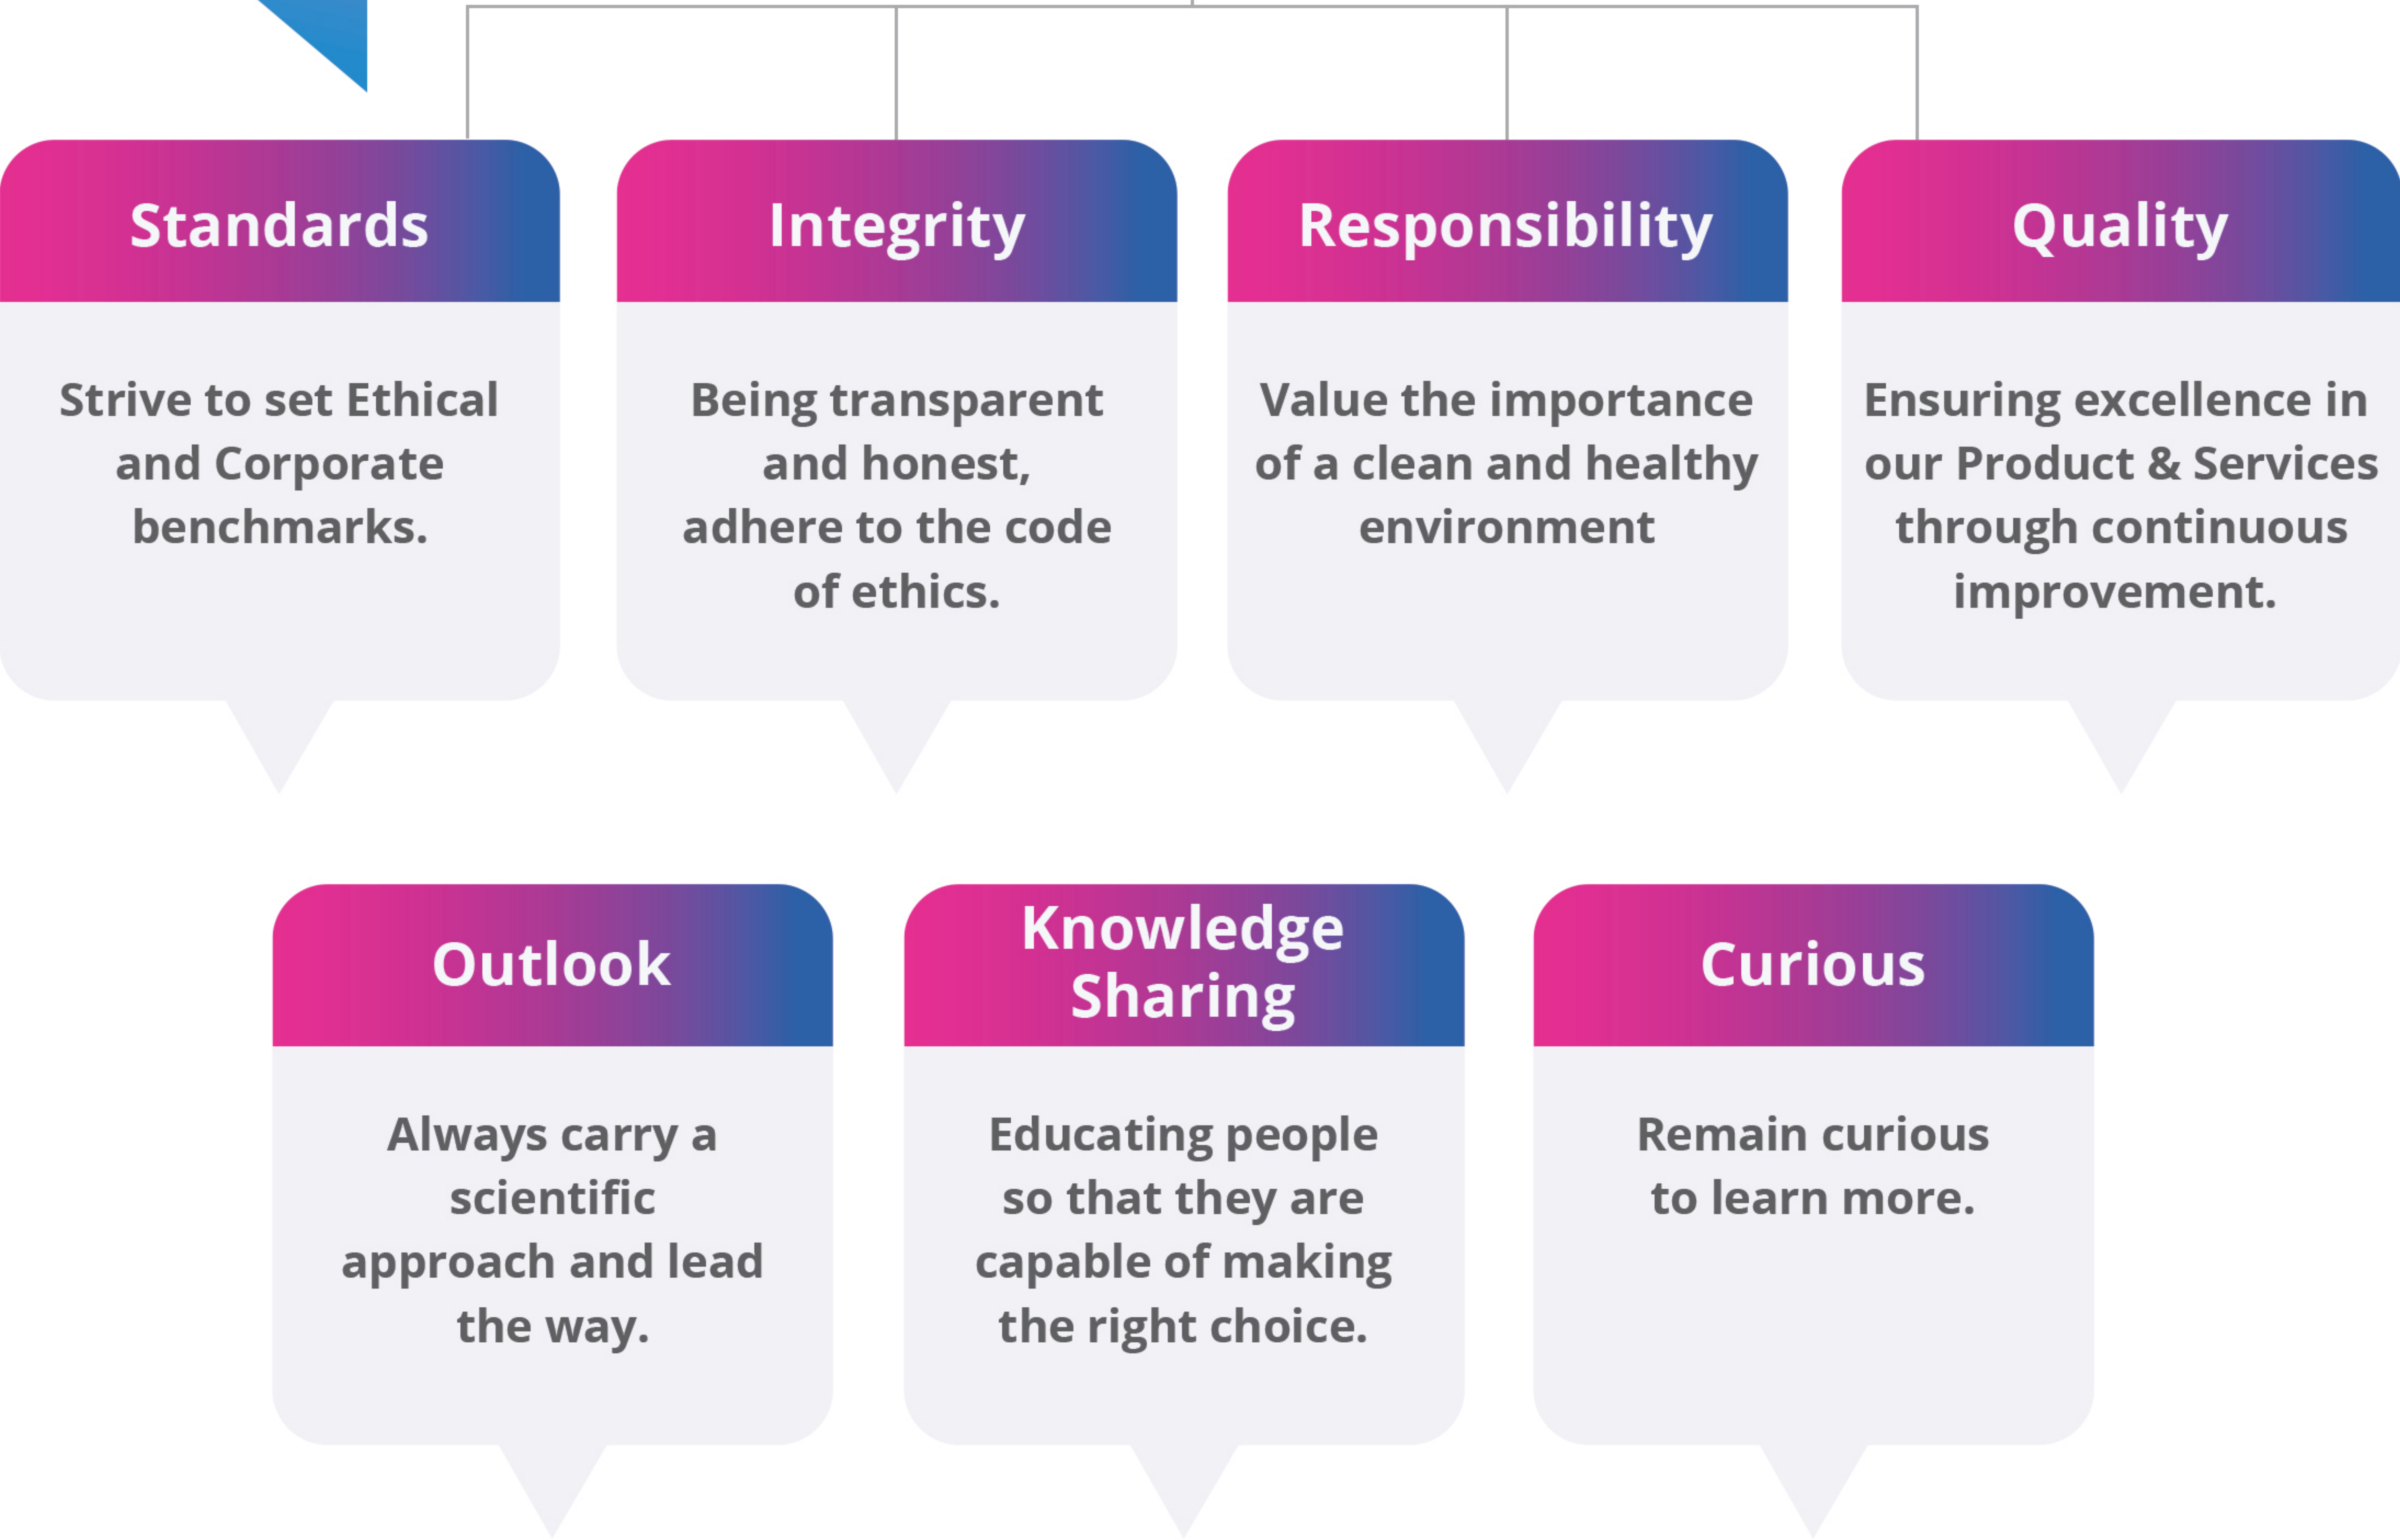 Standards
Strive to set Ethical
and Corporate
benchmarks.
Integrity
Being transparent
and honest,
adhere to the code
of ethics.
Responsibility
Value the importance
of a clean and healthy
environment
Quality
Ensuring excellence in
our Product & Services
through continuous
improvement.
Outlook
Always carry a
scientific
approach and lead
the way.
Knowledge
Sharing
Educating people
so that they are
capable of making
the right choice.
Curious
Remain curious
to learn more.